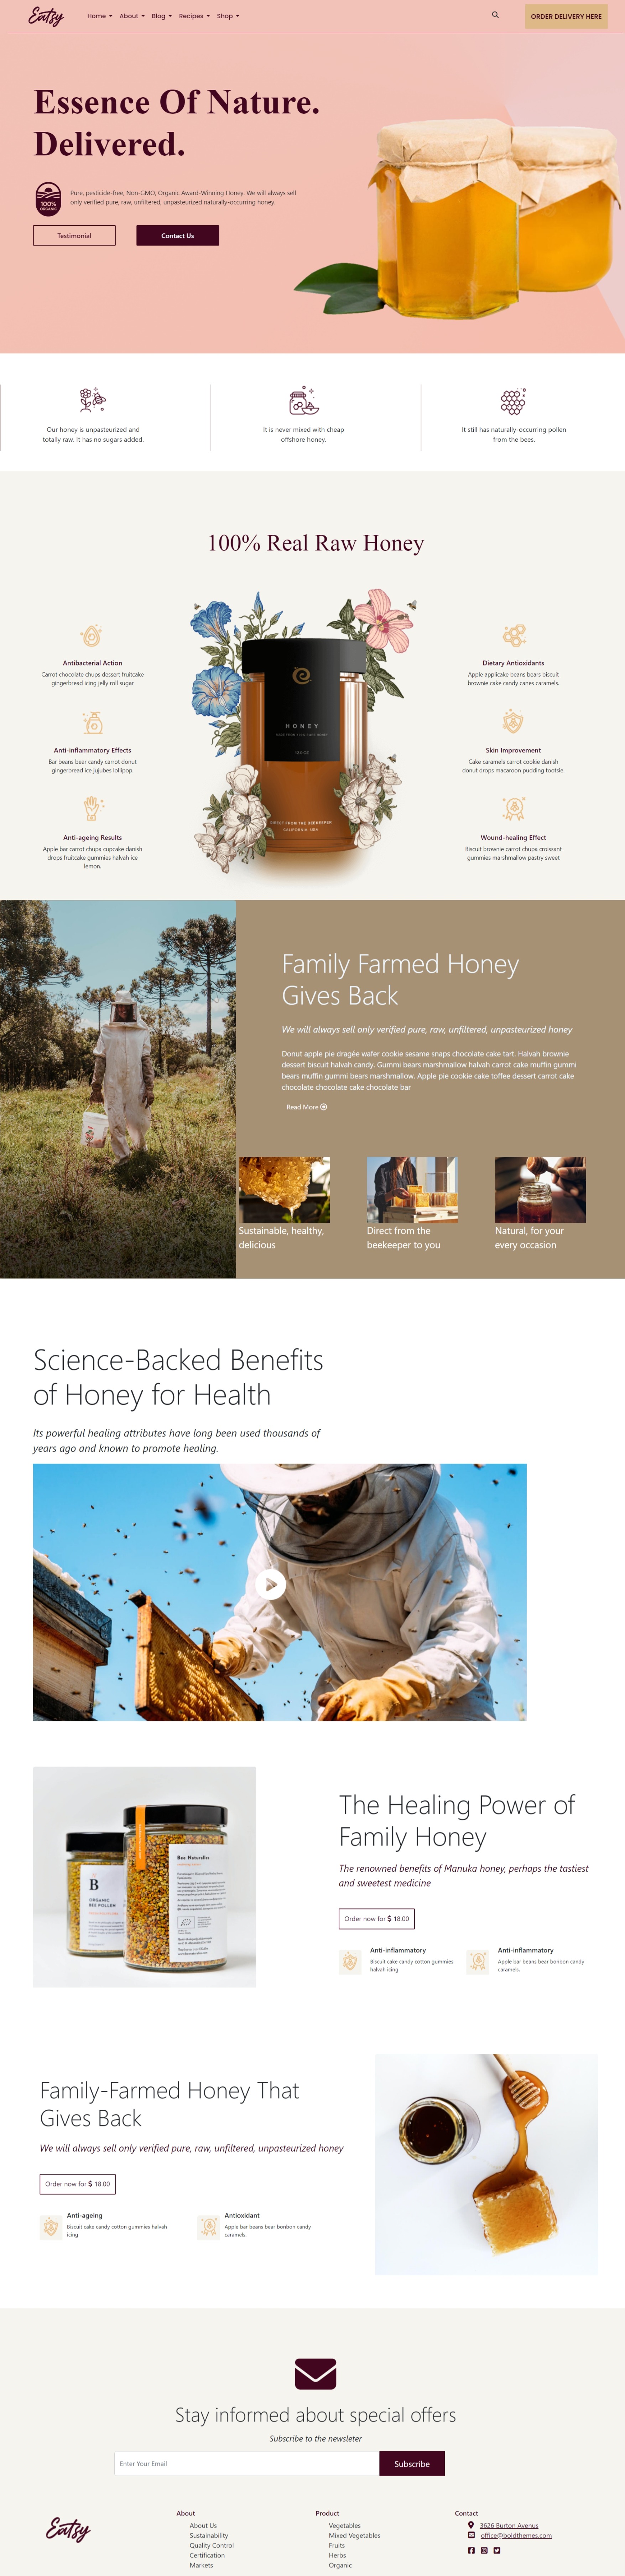 Eatsy
Home
About
Blog
Recipes
Shop
ORDER DELIVERY HERE
Essence Of Nature.
Delivered.
100%
ORGANIC
Pure, pesticide-free, Non-GMO, Organic Award-Winning Honey. We will always sell
only verified pure, raw, unfiltered, unpasteurized naturally-occurring honey.
Testimonial
Contact Us
Our honey is unpasteurized and
totally raw. It has no sugars added.
It is never mixed with cheap
offshore honey.
It still has naturally-occurring pollen
from the bees.
100% Real Raw Honey
Antibacterial Action
Carrot chocolate chups dessert fruitcake
gingerbread icing jelly roll sugar
Anti-inflammatory Effects
Bar beans bear candy carrot donut
gingerbread ice jujubes lollipop.
Anti-ageing Results
Apple bar carrot chupa cupcake danish
drops fruitcake gummies halvah ice
lemon.
HONEY
DIRECT FROM THE BEEKEEPER
CALIFORNIA USA
Dietary Antioxidants
Apple applicake beans bears biscuit
brownie cake candy canes caramels.
Skin Improvement
Cake caramels carrot cookie danish
donut drops macaroon pudding tootsie.
Wound-healing Effect
Biscuit brownie carrot chupa croissant
gummies marshmallow pastry sweet
Family Farmed Honey
Gives Back
We will always sell only verified pure, raw, unfiltered, unpasteurized honey
Donut apple pie dragée wafer cookie sesame snaps chocolate cake tart. Halvah brownie
dessert biscuit halvah candy. Gummi bears marshmallow halvah carrot cake muffin gummi
bears muffin gummi bears marshmallow. Apple pie cookie cake toffee dessert carrot cake
chocolate chocolate cake chocolate bar
Read More
Sustainable, healthy,
delicious
Direct from the
beekeeper to you
Natural, for your
every occasion
Science-Backed Benefits
of Honey for Health
Its powerful healing attributes have long been used thousands of
years ago and known to promote healing.
B
ORGANIC
BEE POLLEN
Bee Naturalles
The Healing Power of
Family Honey
The renowned benefits of Manuka honey, perhaps the tastiest
and sweetest medicine
Order now for $ 18.00
Anti-inflammatory
Biscuit cake candy cotton gummies
halvah icing
Anti-inflammatory
Apple bar beans bear bonbon candy
caramels.
Family-Farmed Honey That
Gives Back
We will always sell only verified pure, raw, unfiltered, unpasteurized honey
Order now for $ 18.00
Anti-ageing
Biscuit cake candy cotton gummies halvah
icing
Antioxidant
Apple bar beans bear bonbon candy
caramels.
Stay informed about special offers
Subscribe to the newsleter
Enter Your Email
Subscribe
Eatsy
About
About Us
Sustainability
Quality Control
Certification
Markets
Product
Vegetables
Mixed Vegetables
Fruits
Herbs
Organic
Contact
3626 Burton Avenus
office@boldthemes.com